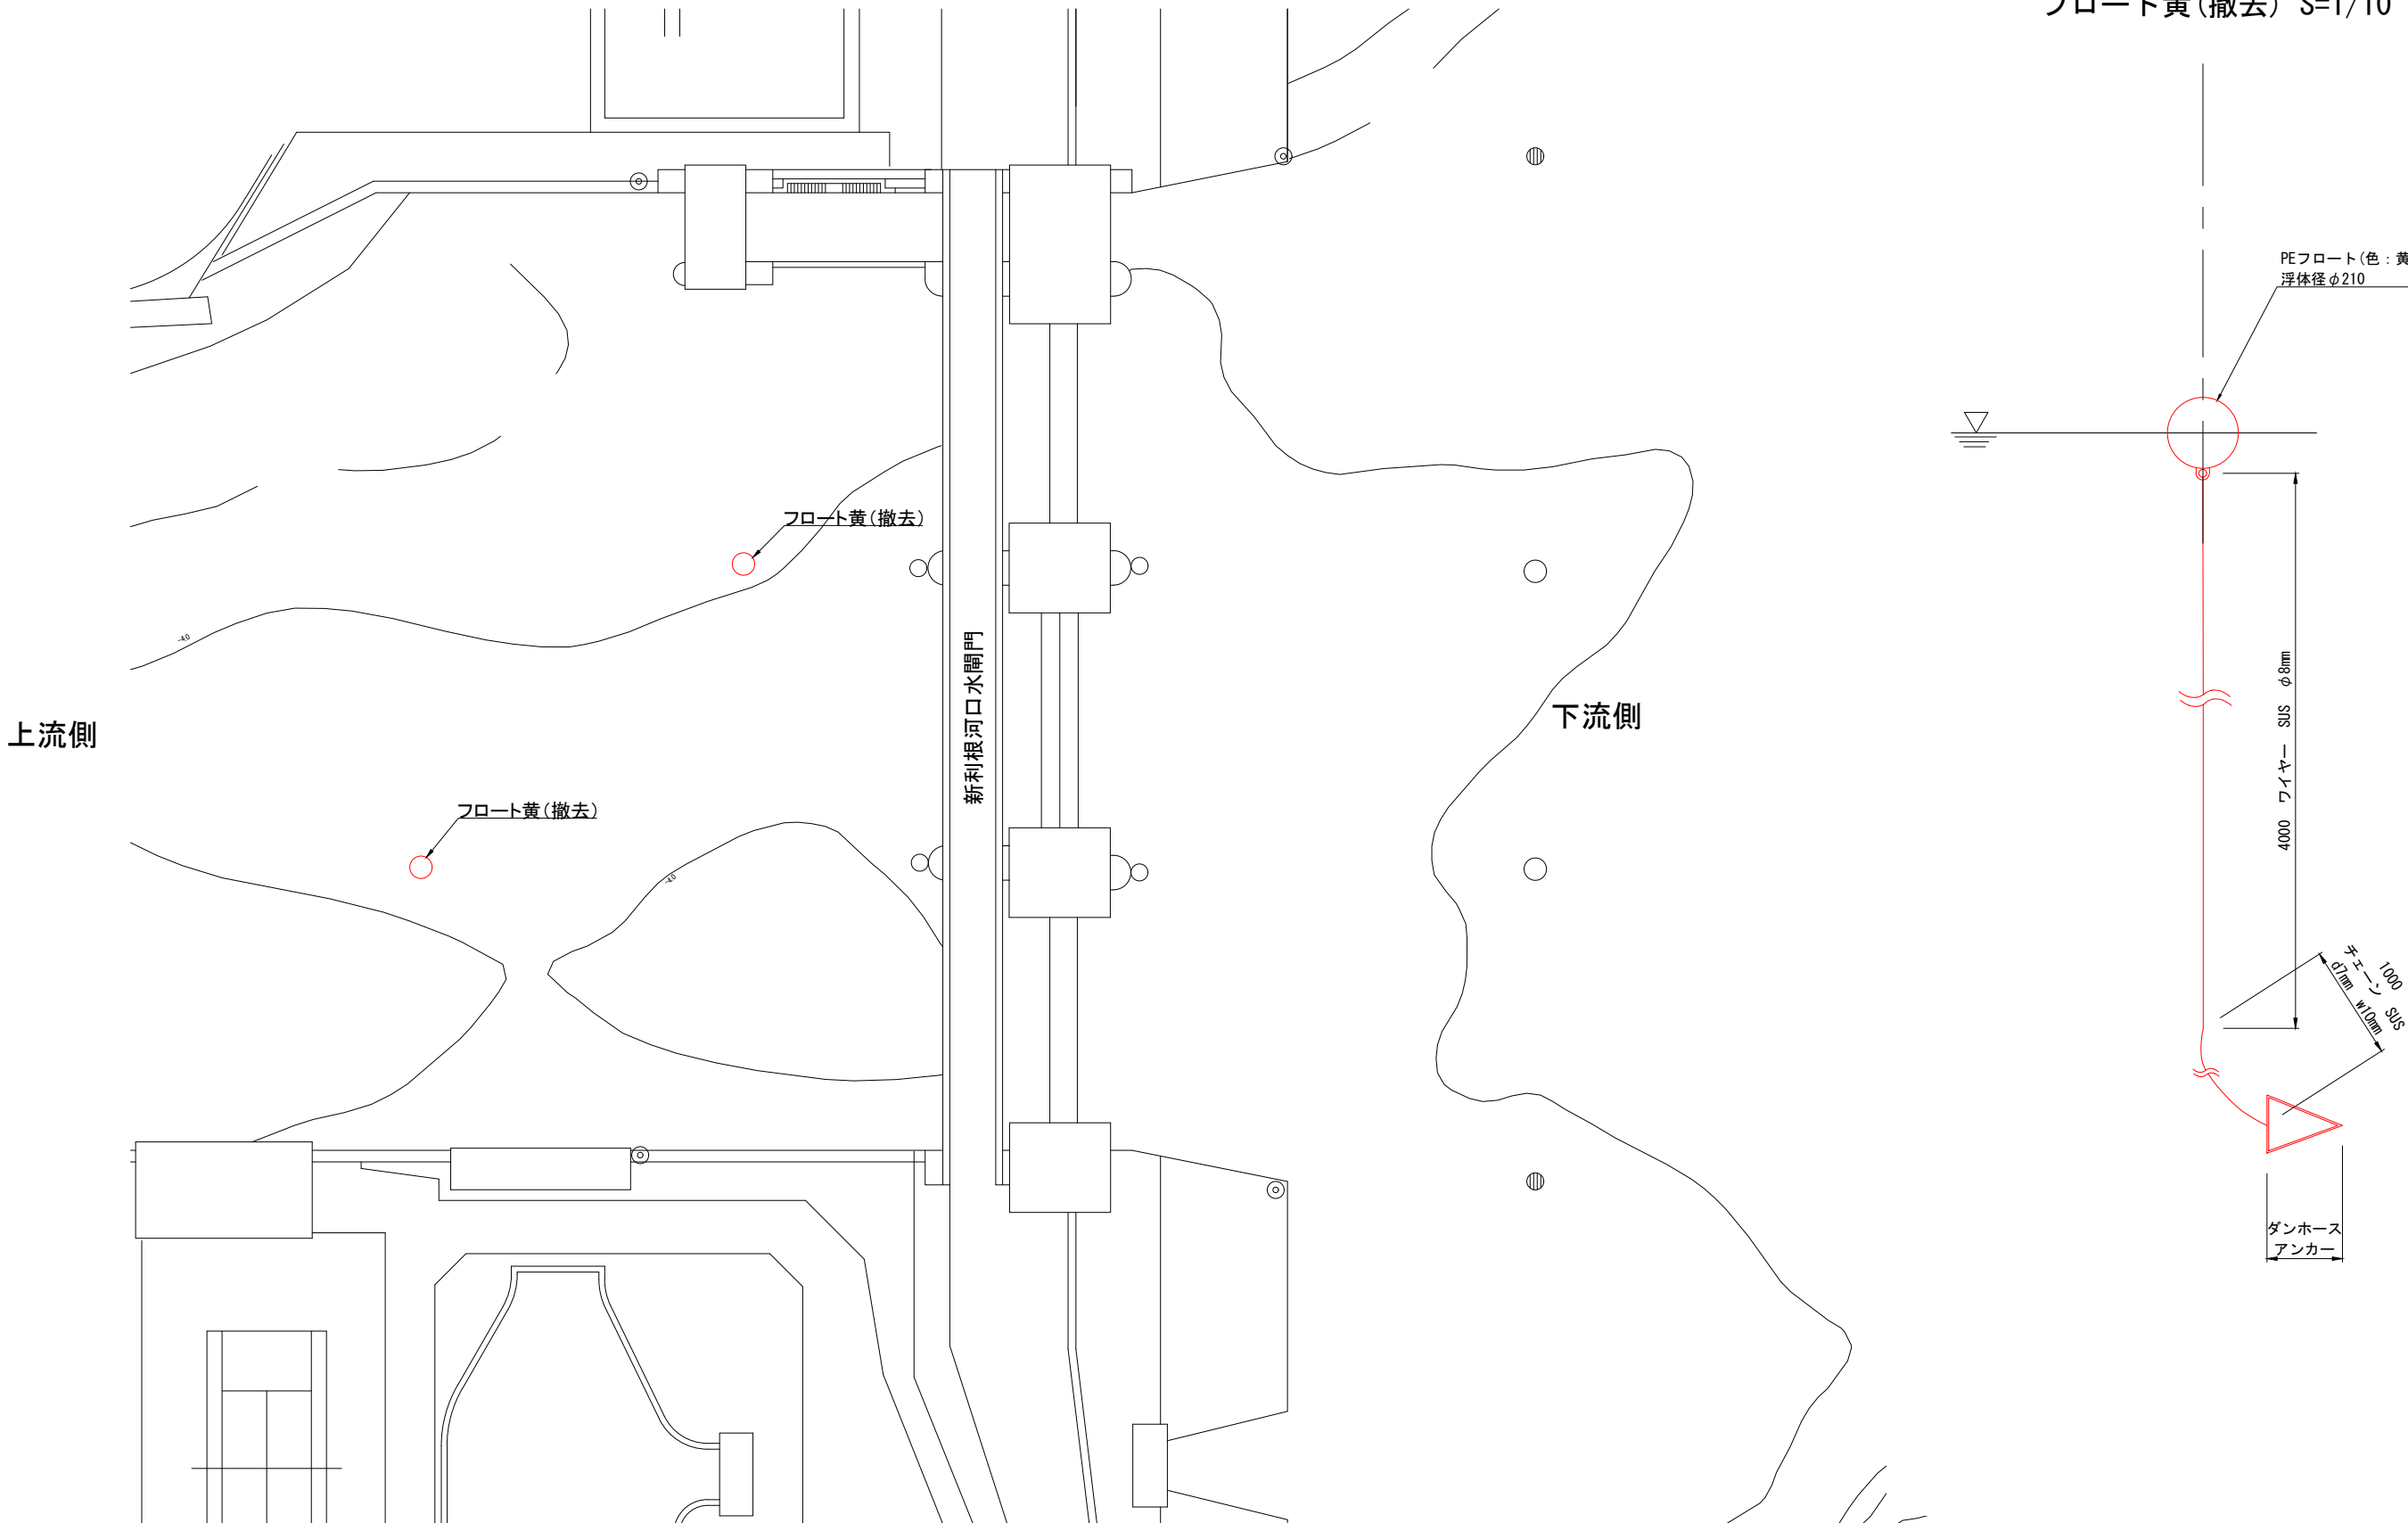 フロート黄(撤去) S=1/10
PEフロート(色：黄
浮体径φ210
フロート黄(撤去)
-4.0
新利根河口水閘門
4000 ワイヤー SUS φ8mm
上流側
下流側
フロート黄(撤去)
-4.0
1000
チェーン SUS
d7mm w10mm
ダンホース
アンカー